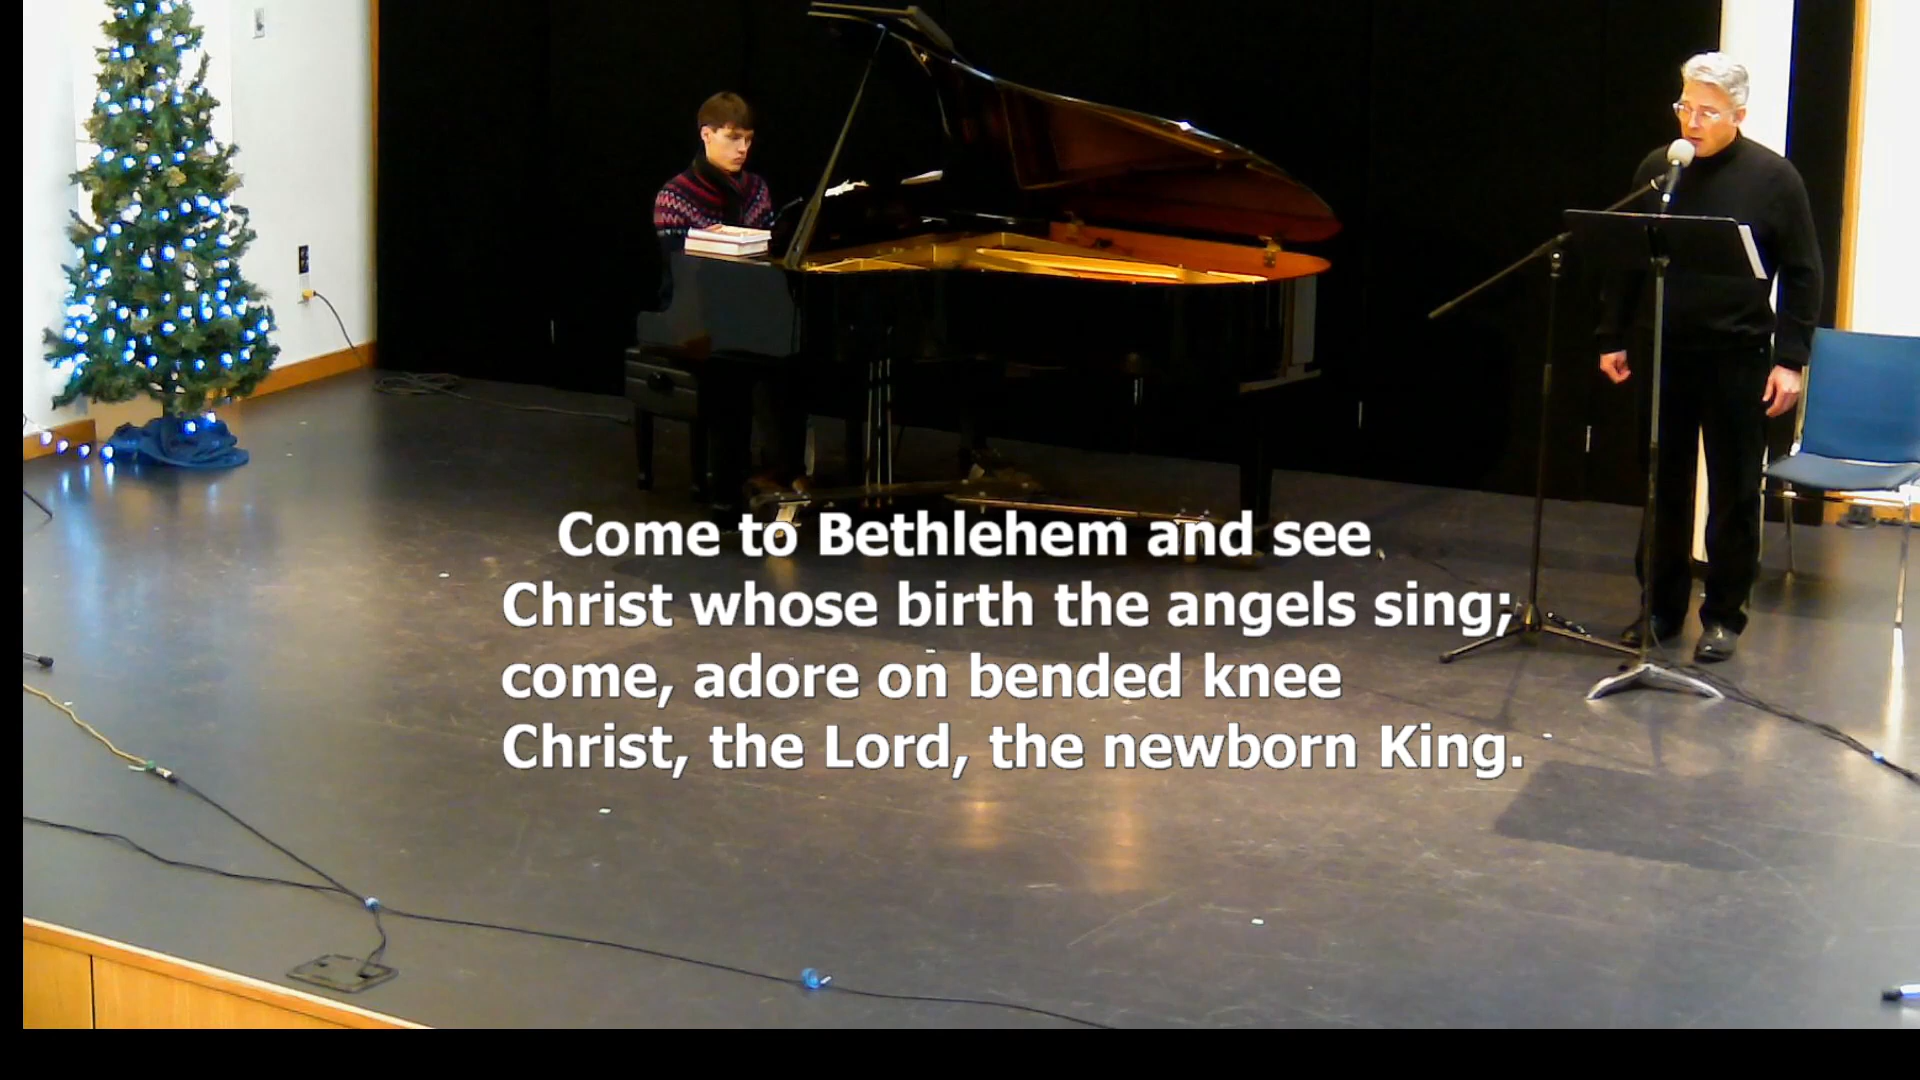 Come to Bethlehem and see
Christ whose birth the angels sing;
come, adore on bended knee
Christ, the Lord, the newborn King.